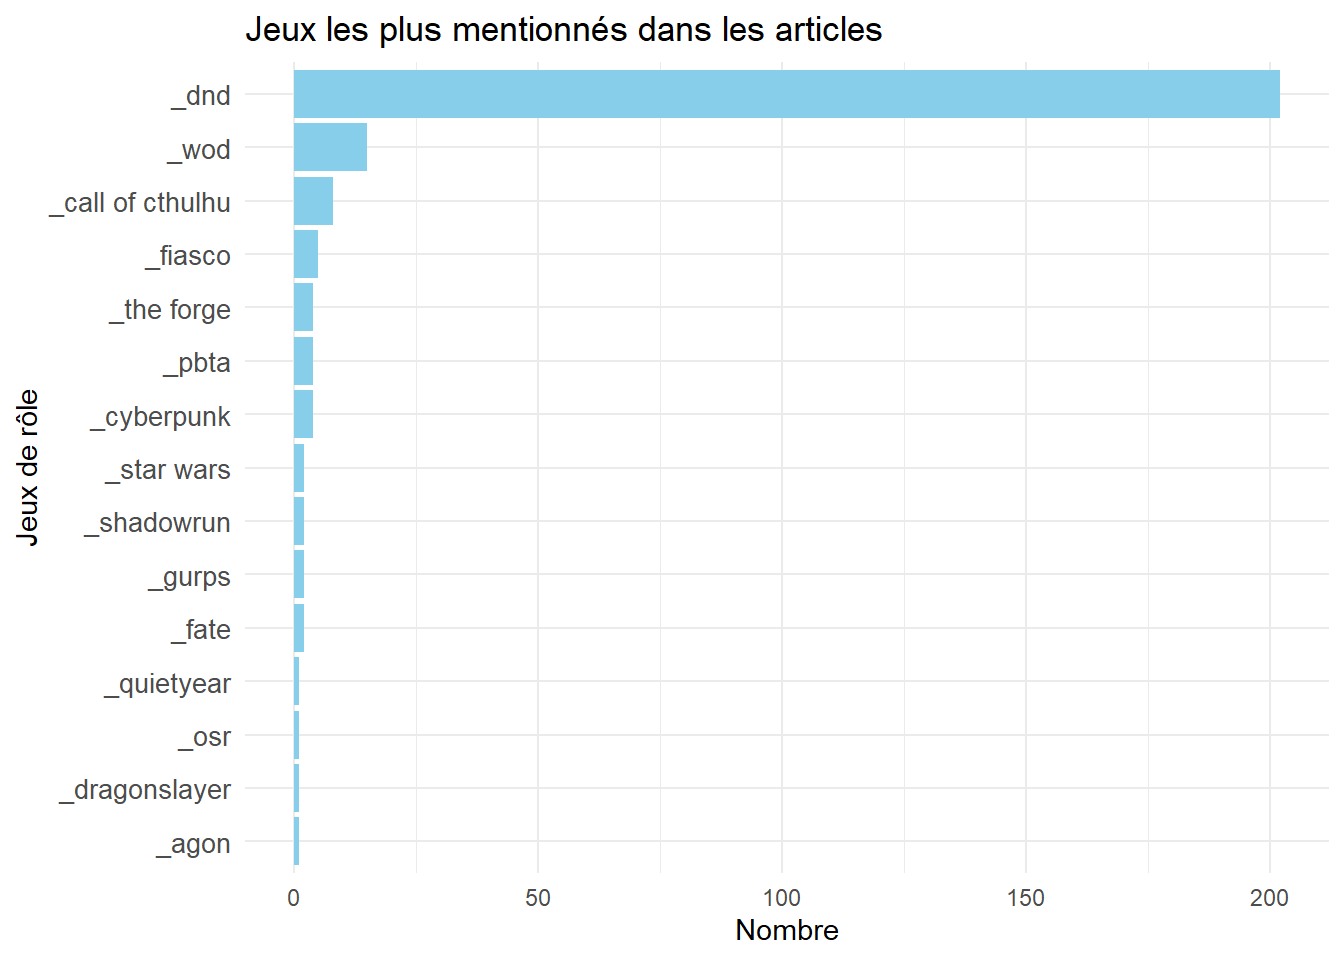 Jeux les plus mentionnés dans les articles
_dnd
_wod
_call of cthulhu
_fiasco
_the forge
_pbta
_cyberpunk
_star wars
_shadowrun
_gurps
_fate
_quietyear
_osr
_dragonslayer
_agon
Jeux de rôle
0 50 100 150 200
Nombre